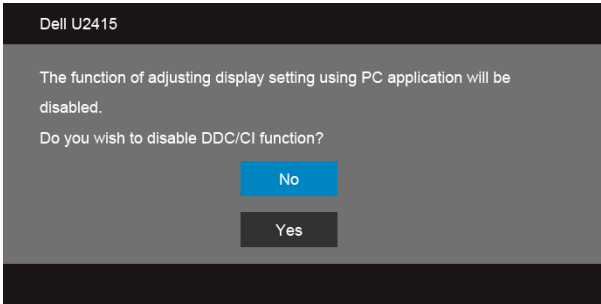 Dell U2415
The function of adjusting display setting using PC application will be
disabled.
Do you wish to disable DDC/CI function?
No
Yes